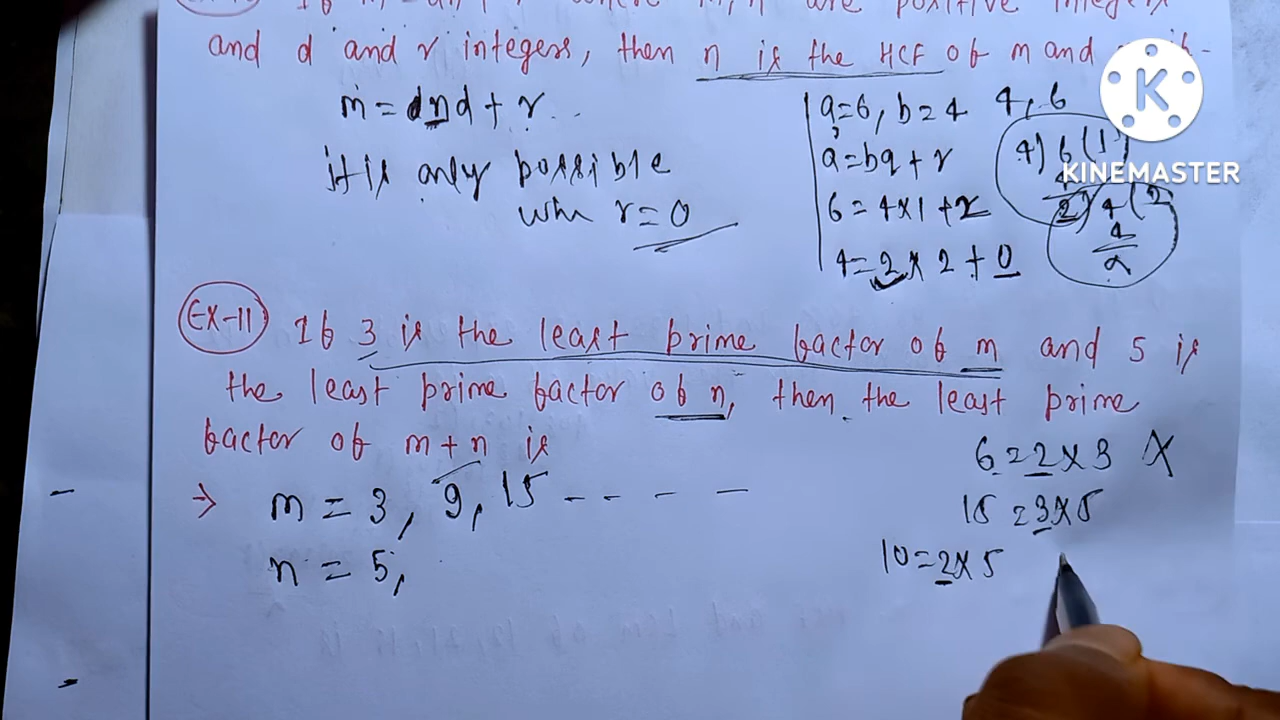 and d and r integers, then n is the HCF of m and
m = dnd + r
it is only possible
whn r = 0
a=6, b=4
a = bq + r
6 = 4×1 + 2
4 = 2 × 2 + 0
4, 6
4) 6 (1
4
2) 4 (2
4
KINEMASTER
EX-11 If 3 is the least prime factor of m and 5 is
the least prime factor of n, then the least prime
factor of m + n is
→ m = 3, 9, 15 - - - -
n = 5,
6 = 2 × 3 X
15 = 3×5
10 = 2×5